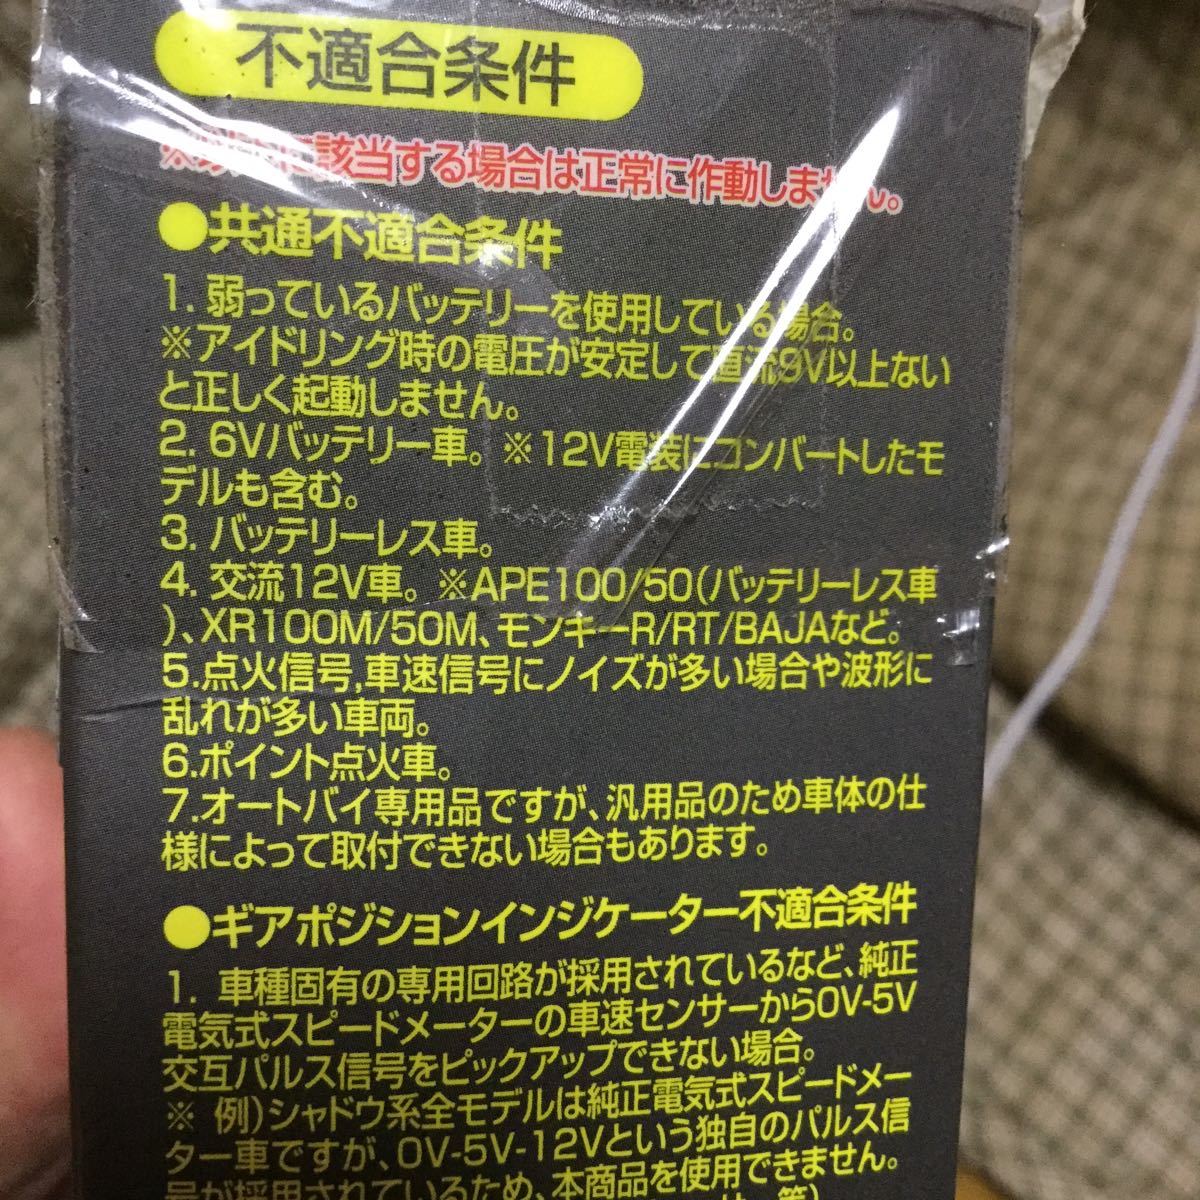 不適合条件
に該当する場合は正常に作動しません。
●共通不適合条件
1. 弱っているバッテリーを使用している場合。
※アイドリング時の電圧が安定して直流9V以上ない
と正しく起動しません。
2. 6Vバッテリー車。※12V電装にコンバートしたモ
デルも含む。
3. バッテリーレス車。
4. 交流12V車。※APE100/50(バッテリーレス車
)、XR100M/50M、モンキーR/RT/BAJAなど。
5.点火信号,車速信号にノイズが多い場合や波形に
乱れが多い車両。
6.ポイント点火車。
7.オートバイ専用品ですが、汎用品のため車体の仕
様によって取付できない場合もあります。
●ギアポジションインジケーター不適合条件
1. 車種固有の専用回路が採用されているなど、純正
電気式スピードメーターの車速センサーから0V-5V
交互パルス信号をピックアップできない場合。
※ 例)シャドウ系全モデルは純正電気式スピードメー
ター車ですが、0V-5V-12Vという独自のパルス信
号が採用されているため、本商品を使用できません。